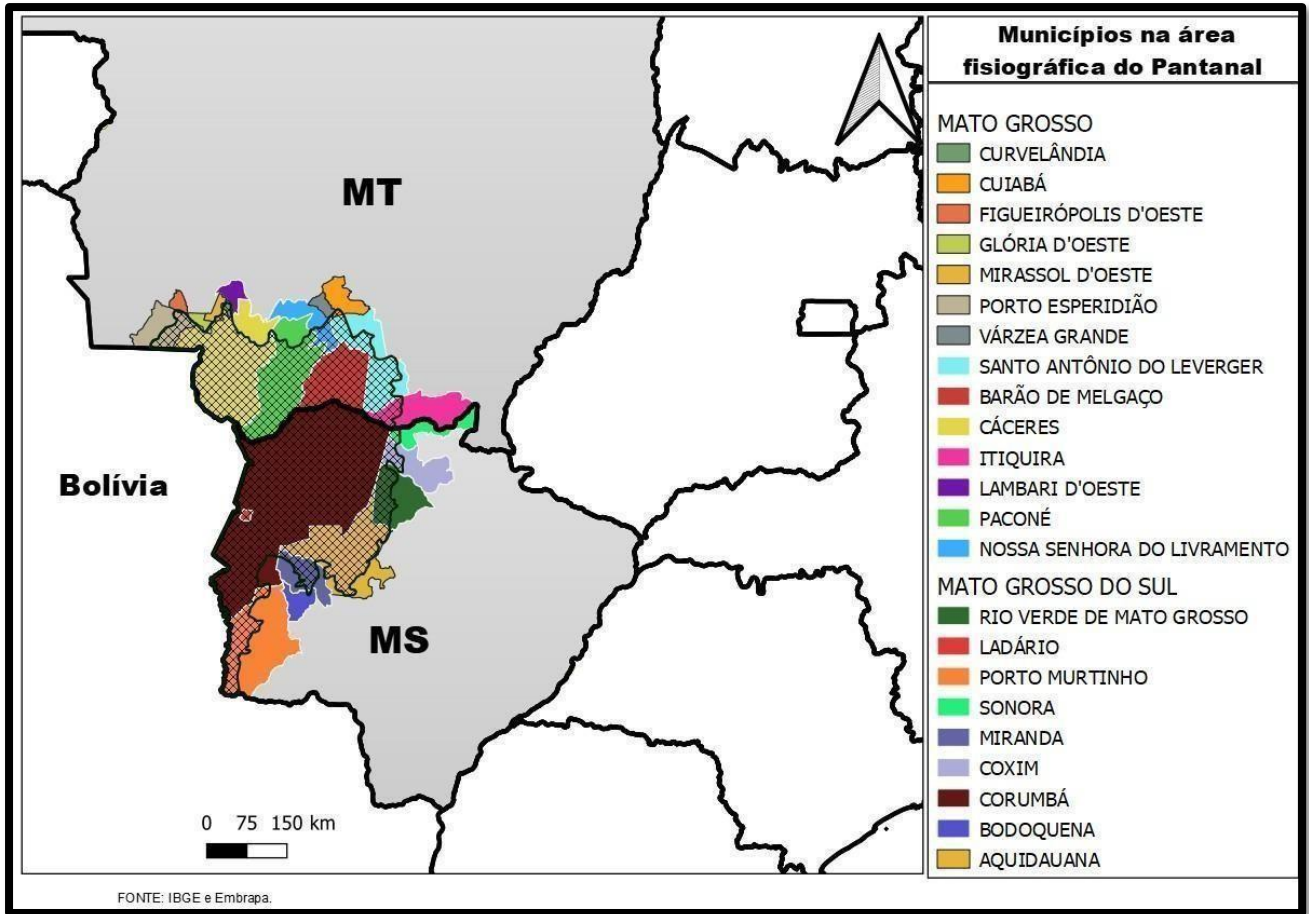 Municípios na área
fisiográfica do Pantanal
MATO GROSSO
CURVELÂNDIA
CUIABÁ
FIGUEIRÓPOLIS D'OESTE
GLÓRIA D'OESTE
MIRASSOL D'OESTE
PORTO ESPERIDIÃO
VÁRZEA GRANDE
SANTO ANTÔNIO DO LEVERGER
BARÃO DE MELGAÇO
CÁCERES
ITIQUIRA
LAMBARI D'OESTE
PACONÉ
NOSSA SENHORA DO LIVRAMENTO
MATO GROSSO DO SUL
RIO VERDE DE MATO GROSSO
LADÁRIO
PORTO MURTINHO
SONORA
MIRANDA
COXIM
CORUMBÁ
BODOQUENA
AQUIDAUANA
MT
Bolívia
MS
0 75 150 km
FONTE: IBGE e Embrapa.